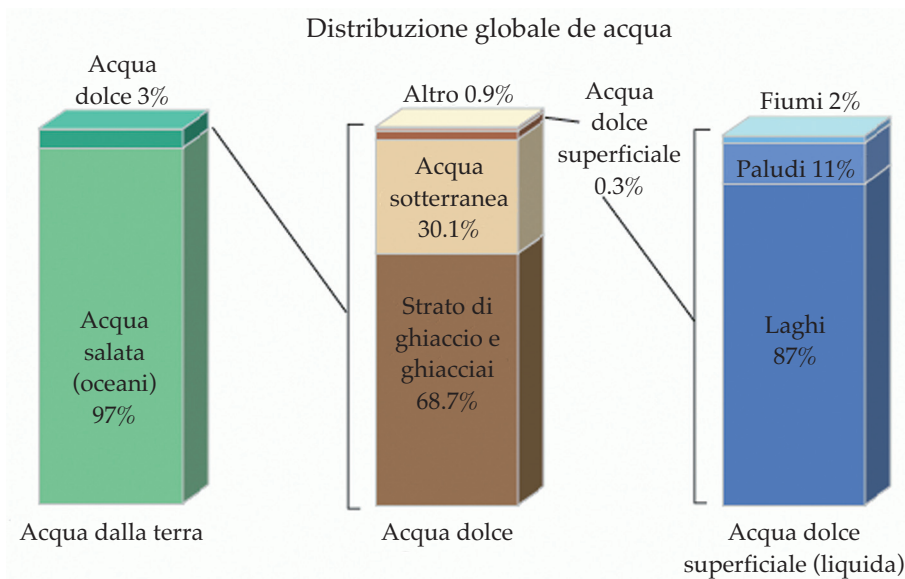 Distribuzione globale de acqua
Acqua
dolce 3%
Acqua
salata
(oceani)
97%
Acqua dalla terra
Altro 0.9%
Acqua
sotterranea
30.1%
Strato di
ghiaccio e
ghiacciai
68.7%
Acqua dolce
Acqua
dolce
superficiale
0.3%
Fiumi 2%
Paludi 11%
Laghi
87%
Acqua dolce
superficiale (liquida)